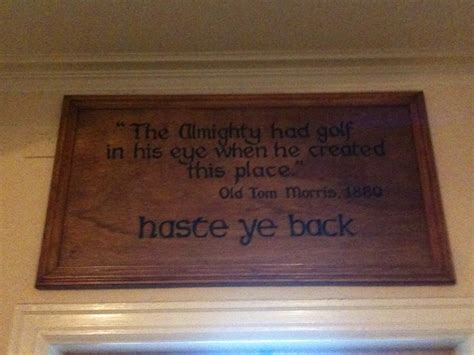 "The Almighty had golf
in his eye when he created
this place."
Old Tom Morris, 1880
haste ye back